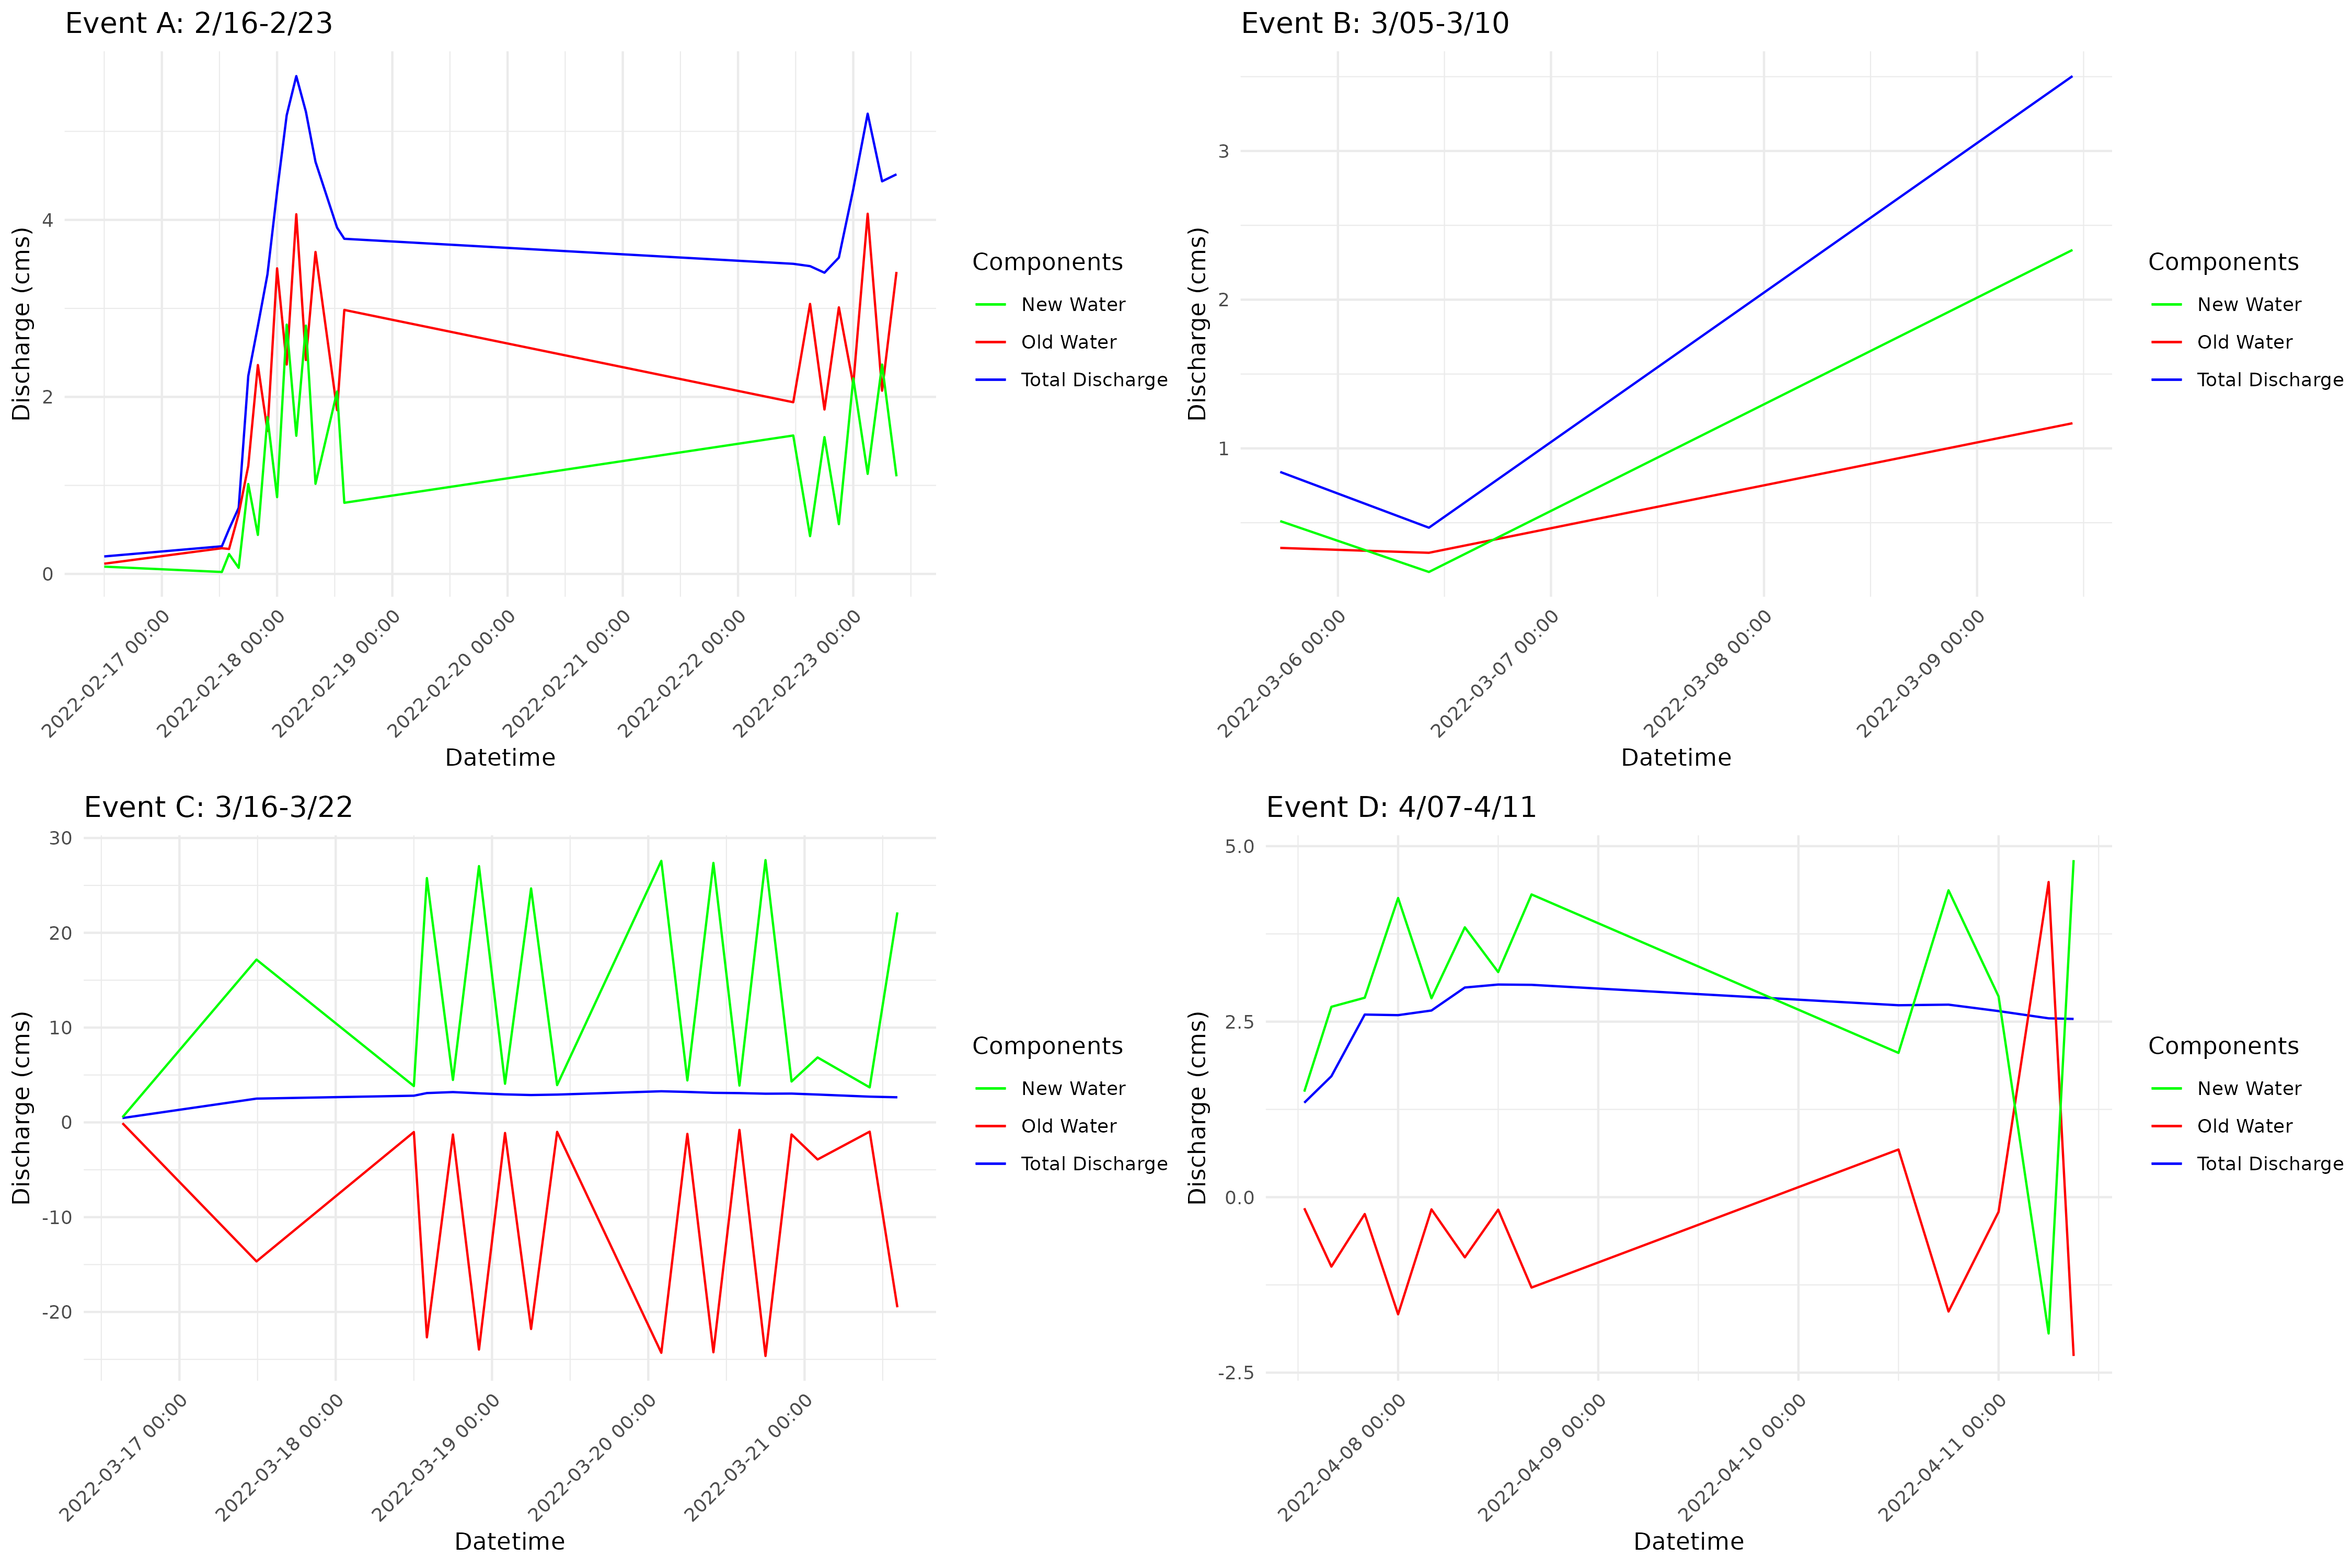 Event A: 2/16-2/23
Discharge (cms)
4
2
0
2022-02-17 00:00
2022-02-18 00:00
2022-02-19 00:00
2022-02-20 00:00
2022-02-21 00:00
2022-02-22 00:00
2022-02-23 00:00
Datetime
Components
New Water
Old Water
Total Discharge
Event B: 3/05-3/10
Discharge (cms)
3
2
1
2022-03-06 00:00
2022-03-07 00:00
2022-03-08 00:00
2022-03-09 00:00
Datetime
Components
New Water
Old Water
Total Discharge
Event C: 3/16-3/22
Discharge (cms)
30
20
10
0
-10
-20
2022-03-17 00:00
2022-03-18 00:00
2022-03-19 00:00
2022-03-20 00:00
2022-03-21 00:00
Datetime
Components
New Water
Old Water
Total Discharge
Event D: 4/07-4/11
Discharge (cms)
5.0
2.5
0.0
-2.5
2022-04-08 00:00
2022-04-09 00:00
2022-04-10 00:00
2022-04-11 00:00
Datetime
Components
New Water
Old Water
Total Discharge